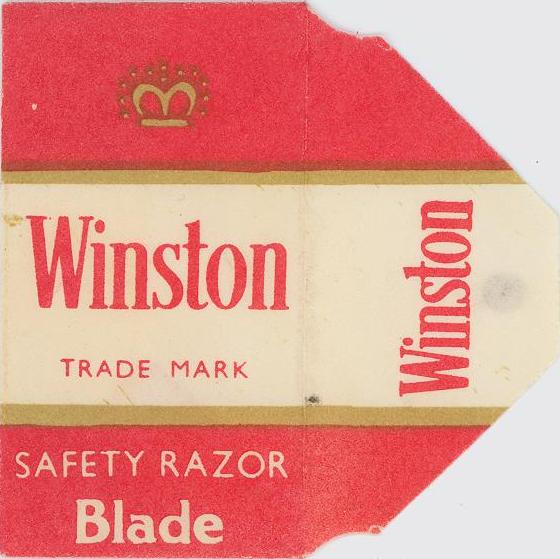 Winston
TRADE MARK
SAFETY RAZOR
Blade
Winston